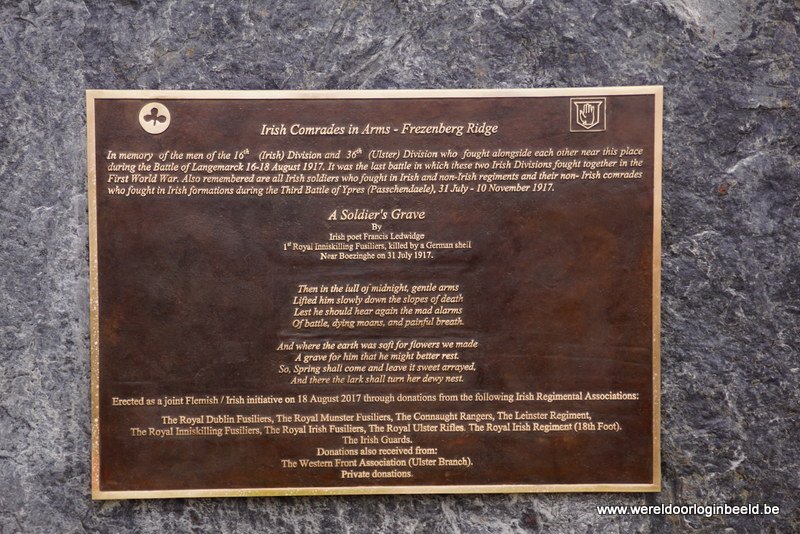 Irish Comrades in Arms - Frezenberg Ridge
In memory of the men of the 16th (Irish) Division and 36th (Ulster) Division who fought alongside each other near this place
during the Battle of Langemarck 16-18 August 1917. It was the last battle in which these two Irish Divisions fought together in the
First World War. Also remembered are all Irish soldiers who fought in Irish and non-Irish regiments and their non- Irish comrades
who fought in Irish formations during the Third Battle of Ypres (Passchendaele), 31 July - 10 November 1917.
A Soldier's Grave
By
Irish poet Francis Ledwidge
1st Royal Inniskilling Fusiliers, killed by a German shell
Near Boezinghe on 31 July 1917.
Then in the lull of midnight, gentle arms
Lifted him slowly down the slopes of death
Lest he should hear again the mad alarms
Of battle, dying moans, and painful breath.
And where the earth was soft for flowers we made
A grave for him that he might better rest.
So, Spring shall come and leave it sweet arrayed,
And there the lark shall turn her dewy nest.
Erected as a joint Flemish / Irish initiative on 18 August 2017 through donations from the following Irish Regimental Associations:
The Royal Dublin Fusiliers, The Royal Munster Fusiliers, The Connaught Rangers, The Leinster Regiment,
The Royal Inniskilling Fusiliers, The Royal Irish Fusiliers, The Royal Ulster Rifles. The Royal Irish Regiment (18th Foot).
The Irish Guards.
Donations also received from:
The Western Front Association (Ulster Branch).
Private donations.
www.wereldoorloginbeeld.be